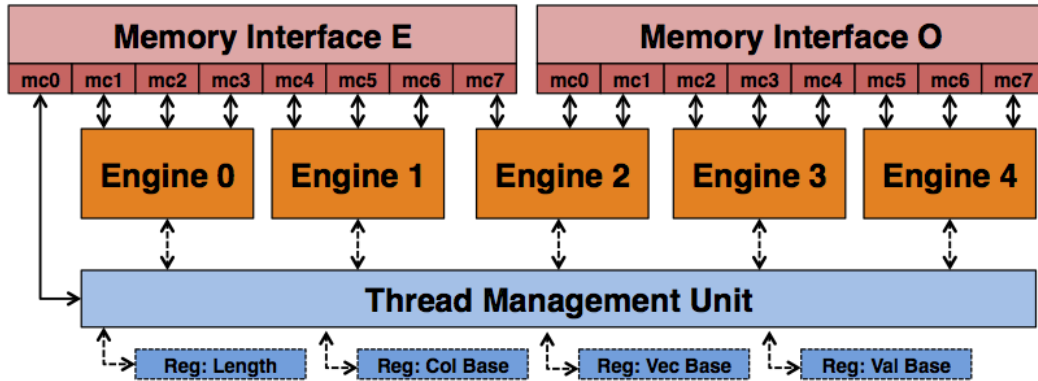 Memory Interface E Memory Interface O
mc0 mc1 mc2 mc3 mc4 mc5 mc6 mc7 mc0 mc1 mc2 mc3 mc4 mc5 mc6 mc7
Engine 0 Engine 1 Engine 2 Engine 3 Engine 4
Thread Management Unit
Reg: Length Reg: Col Base Reg: Vec Base Reg: Val Base